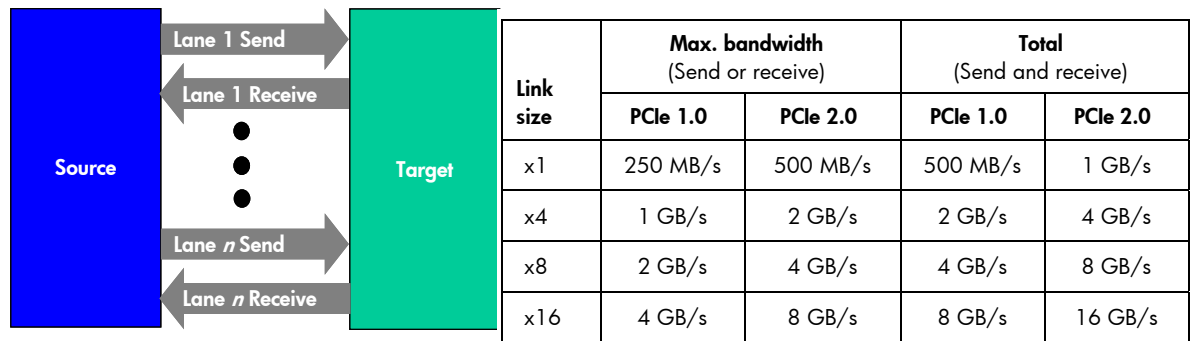 Source
Lane 1 Send
Lane 1 Receive
Lane n Send
Lane n Receive
Target
Link size
Max. bandwidth
(Send or receive)
Total
(Send and receive)
PCIe 1.0 PCIe 2.0 PCIe 1.0 PCIe 2.0
x1 250 MB/s 500 MB/s 500 MB/s 1 GB/s
x4 1 GB/s 2 GB/s 2 GB/s 4 GB/s
x8 2 GB/s 4 GB/s 4 GB/s 8 GB/s
x16 4 GB/s 8 GB/s 8 GB/s 16 GB/s